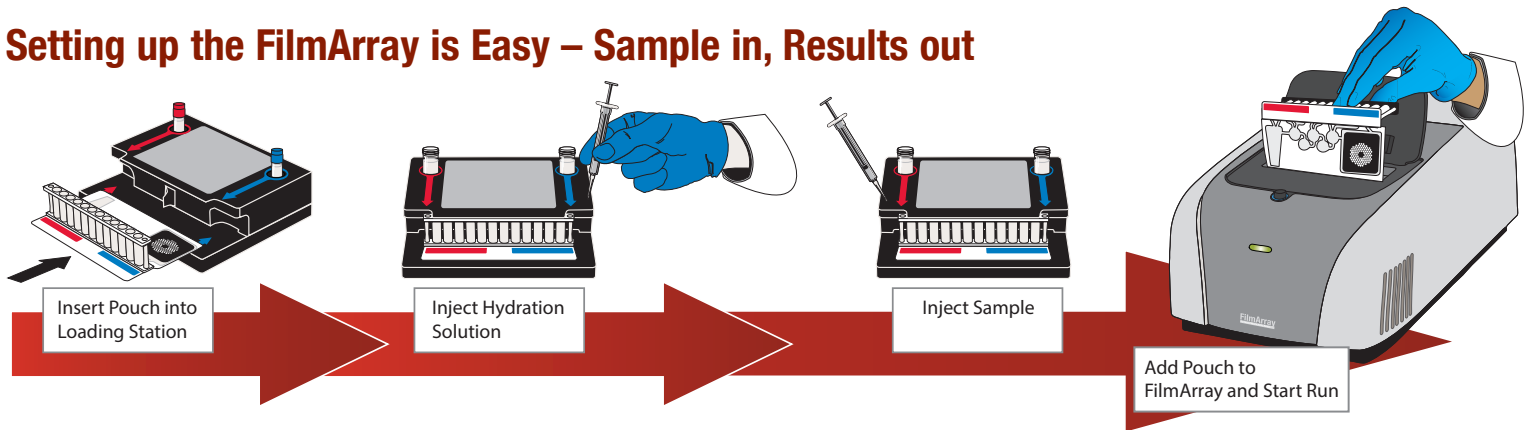 Setting up the FilmArray is Easy – Sample in, Results out
Insert Pouch into
Loading Station
Inject Hydration
Solution
Inject Sample
Add Pouch to
FilmArray and Start Run
FilmArray